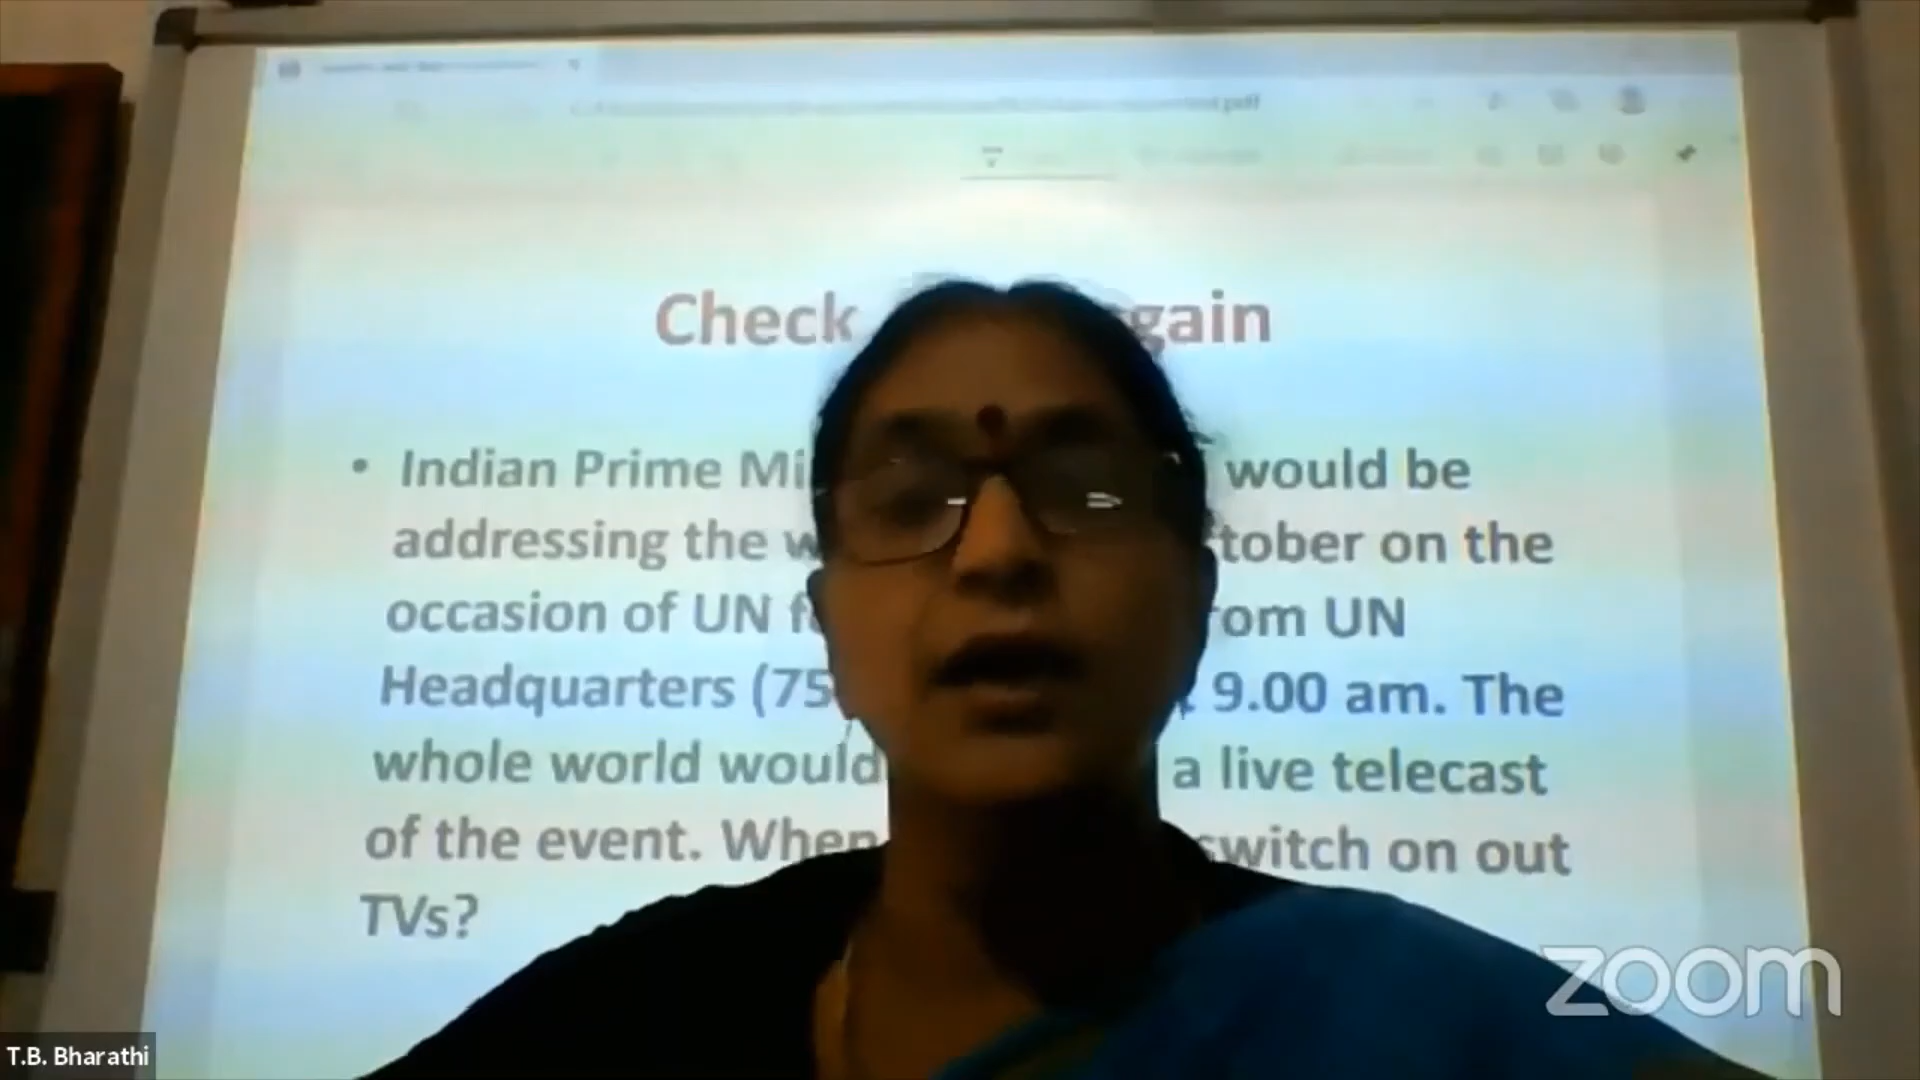 Check gain
• Indian Prime Mi would be
addressing the w tober on the
occasion of UN f rom UN
Headquarters (75 9.00 am. The
whole world would a live telecast
of the event. When switch on out
TVs?
zoom
T.B. Bharathi